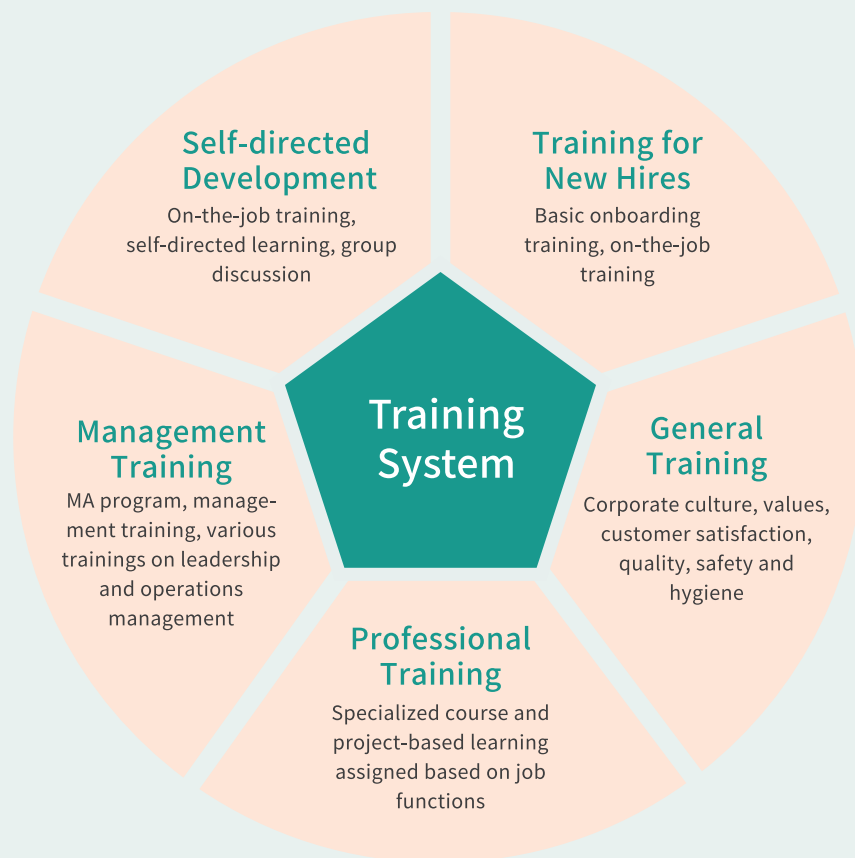 Self-directed
Development
On-the-job training,
self-directed learning, group
discussion
Training for
New Hires
Basic onboarding
training, on-the-job
training
Training
System
Management
Training
MA program, manage-
ment training, various
trainings on leadership
and operations
management
General
Training
Corporate culture, values,
customer satisfaction,
quality, safety and
hygiene
Professional
Training
Specialized course and
project-based learning
assigned based on job
functions